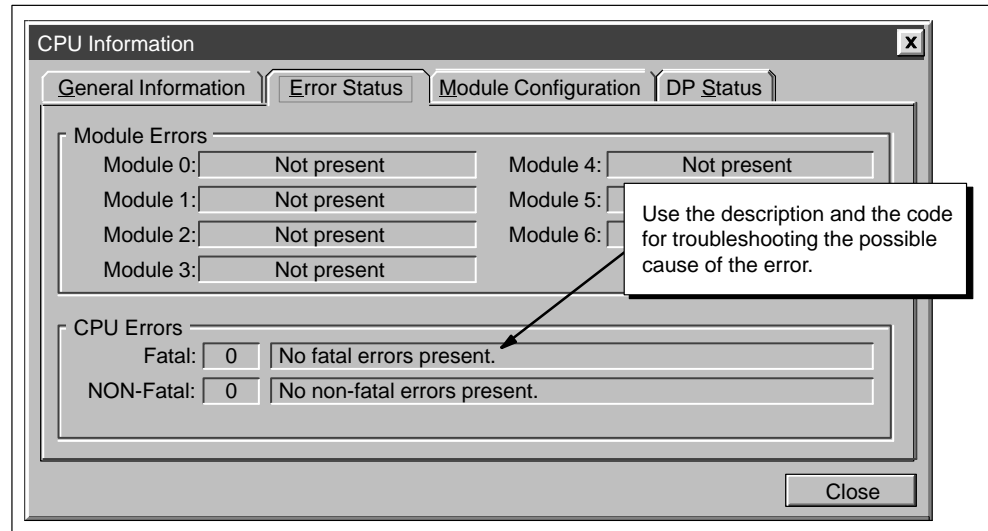 CPU Information
General Information Error Status Module Configuration DP Status
Module Errors
Module 0: Not present
Module 1: Not present
Module 2: Not present
Module 3: Not present
Module 4: Not present
Module 5:
Module 6:
Use the description and the code
for troubleshooting the possible
cause of the error.
CPU Errors
Fatal: 0 No fatal errors present.
NON-Fatal: 0 No non-fatal errors present.
Close